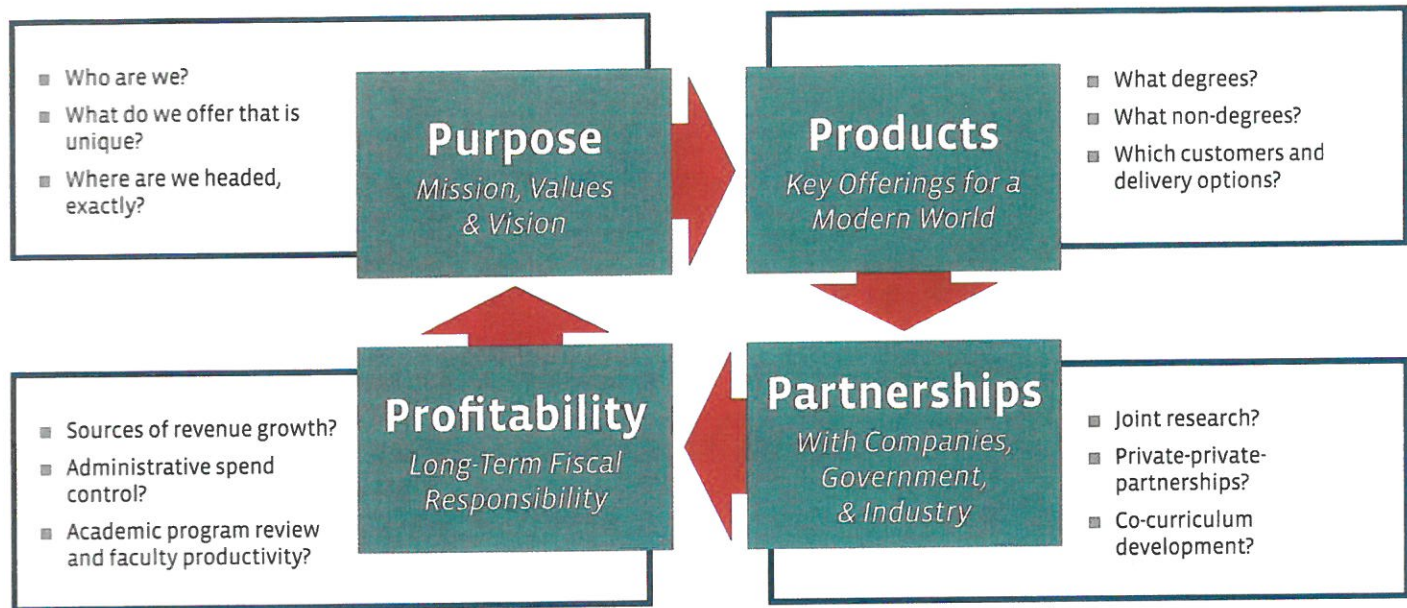 ■ Who are we?
■ What do we offer that is
unique?
■ Where are we headed,
exactly?
Purpose
Mission, Values
& Vision
Products
Key Offerings for a
Modern World
■ What degrees?
■ What non-degrees?
■ Which customers and
delivery options?
■ Sources of revenue growth?
■ Administrative spend
control?
■ Academic program review
and faculty productivity?
Profitability
Long-Term Fiscal
Responsibility
Partnerships
With Companies,
Government,
& Industry
■ Joint research?
■ Private-private-
partnerships?
■ Co-curriculum
development?